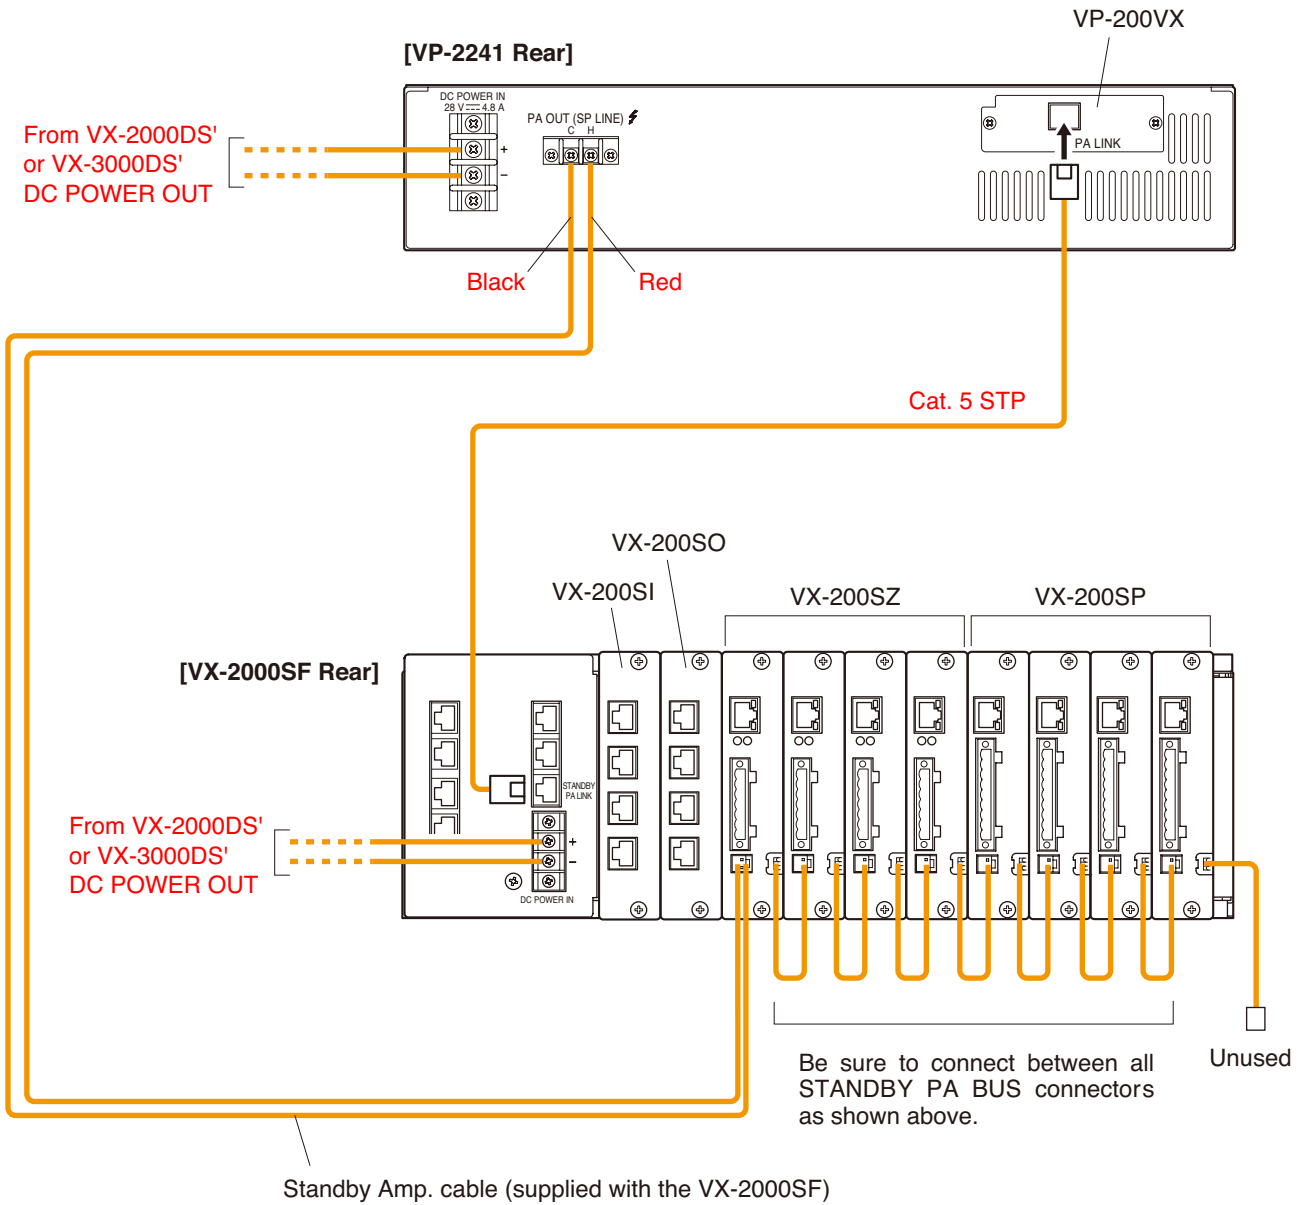 VP-200VX
[VP-2241 Rear]
DC POWER IN
28 V ⎓ 4.8 A
PA OUT (SP LINE)
C H
+
−
PA LINK
From VX-2000DS'
or VX-3000DS'
DC POWER OUT
Black
Red
Cat. 5 STP
VX-200SO
VX-200SI
VX-200SZ
VX-200SP
[VX-2000SF Rear]
STANDBY
PA LINK
From VX-2000DS'
or VX-3000DS'
DC POWER OUT
+
−
DC POWER IN
Be sure to connect between all
STANDBY PA BUS connectors
as shown above.
Unused
Standby Amp. cable (supplied with the VX-2000SF)